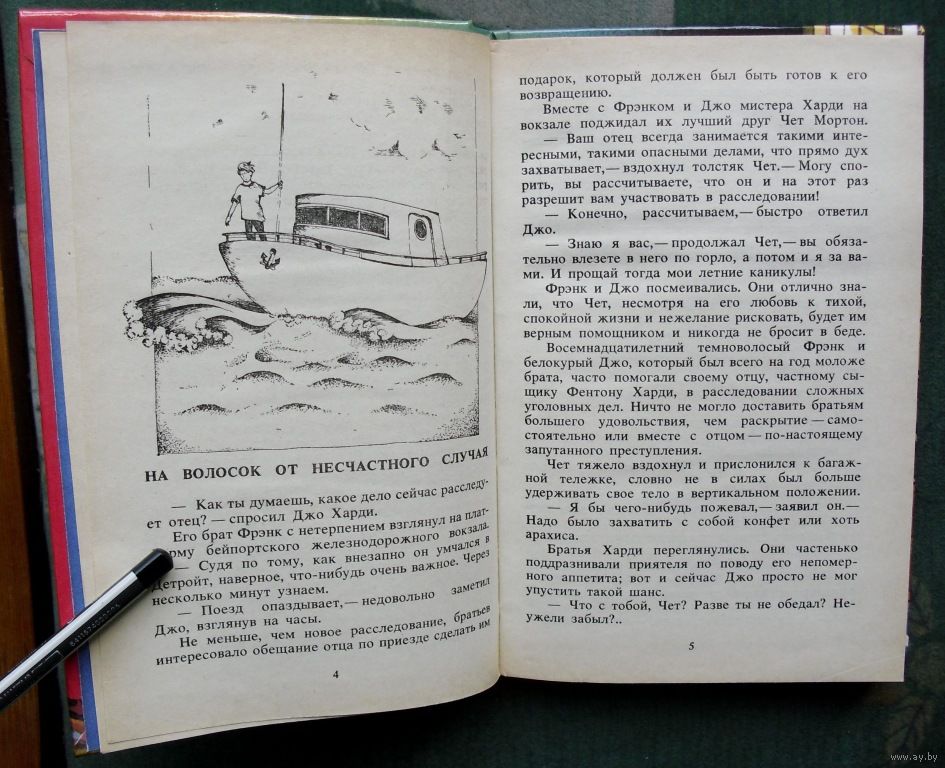 НА ВОЛОСОК ОТ НЕСЧАСТНОГО СЛУЧАЯ
— Как ты думаешь, какое дело сейчас расследу-
ет отец? — спросил Джо Харди.
Его брат Фрэнк с нетерпением взглянул на плат-
рму бейпортского железнодорожного вокзала.
— Судя по тому, как внезапно он умчался в
Детройт, наверное, что-нибудь очень важное. Через
несколько минут узнаем.
— Поезд опаздывает,— недовольно заметил
Джо, взглянув на часы.
Не меньше, чем новое расследование, братьев
интересовало обещание отца по приезде сделать им
4
подарок, который должен был быть готов к его
возвращению.
Вместе с Фрэнком и Джо мистера Харди на
вокзале поджидал их лучший друг Чет Мортон.
— Ваш отец всегда занимается такими инте-
ресными, такими опасными делами, что прямо дух
захватывает,— вздохнул толстяк Чет.— Могу спо-
рить, вы рассчитываете, что он и на этот раз
разрешит вам участвовать в расследовании!
— Конечно, рассчитываем,— быстро ответил
Джо.
— Знаю я вас,— продолжал Чет,— вы обяза-
тельно влезете в него по горло, а потом и я за ва-
ми. И прощай тогда мои летние каникулы!
Фрэнк и Джо посмеивались. Они отлично зна-
ли, что Чет, несмотря на его любовь к тихой,
спокойной жизни и нежелание рисковать, будет им
верным помощником и никогда не бросит в беде.
Восемнадцатилетний темноволосый Фрэнк и
белокурый Джо, который был всего на год моложе
брата, часто помогали своему отцу, частному сы-
щику Фентону Харди, в расследовании сложных
уголовных дел. Ничто не могло доставить братьям
большего удовольствия, чем раскрытие — само-
стоятельно или вместе с отцом — по-настоящему
запутанного преступления.
Чет тяжело вздохнул и прислонился к багаж-
ной тележке, словно не в силах был больше
удерживать свое тело в вертикальном положении.
— Я бы чего-нибудь пожевал,— заявил он.—
Надо было захватить с собой конфет или хоть
арахиса.
Братья Харди переглянулись. Они частенько
поддразнивали приятеля по поводу его непомер-
ного аппетита; вот и сейчас Джо просто не мог
упустить такой шанс.
— Что с тобой, Чет? Разве ты не обедал? Не-
ужели забыл?..
5
www.ay.by